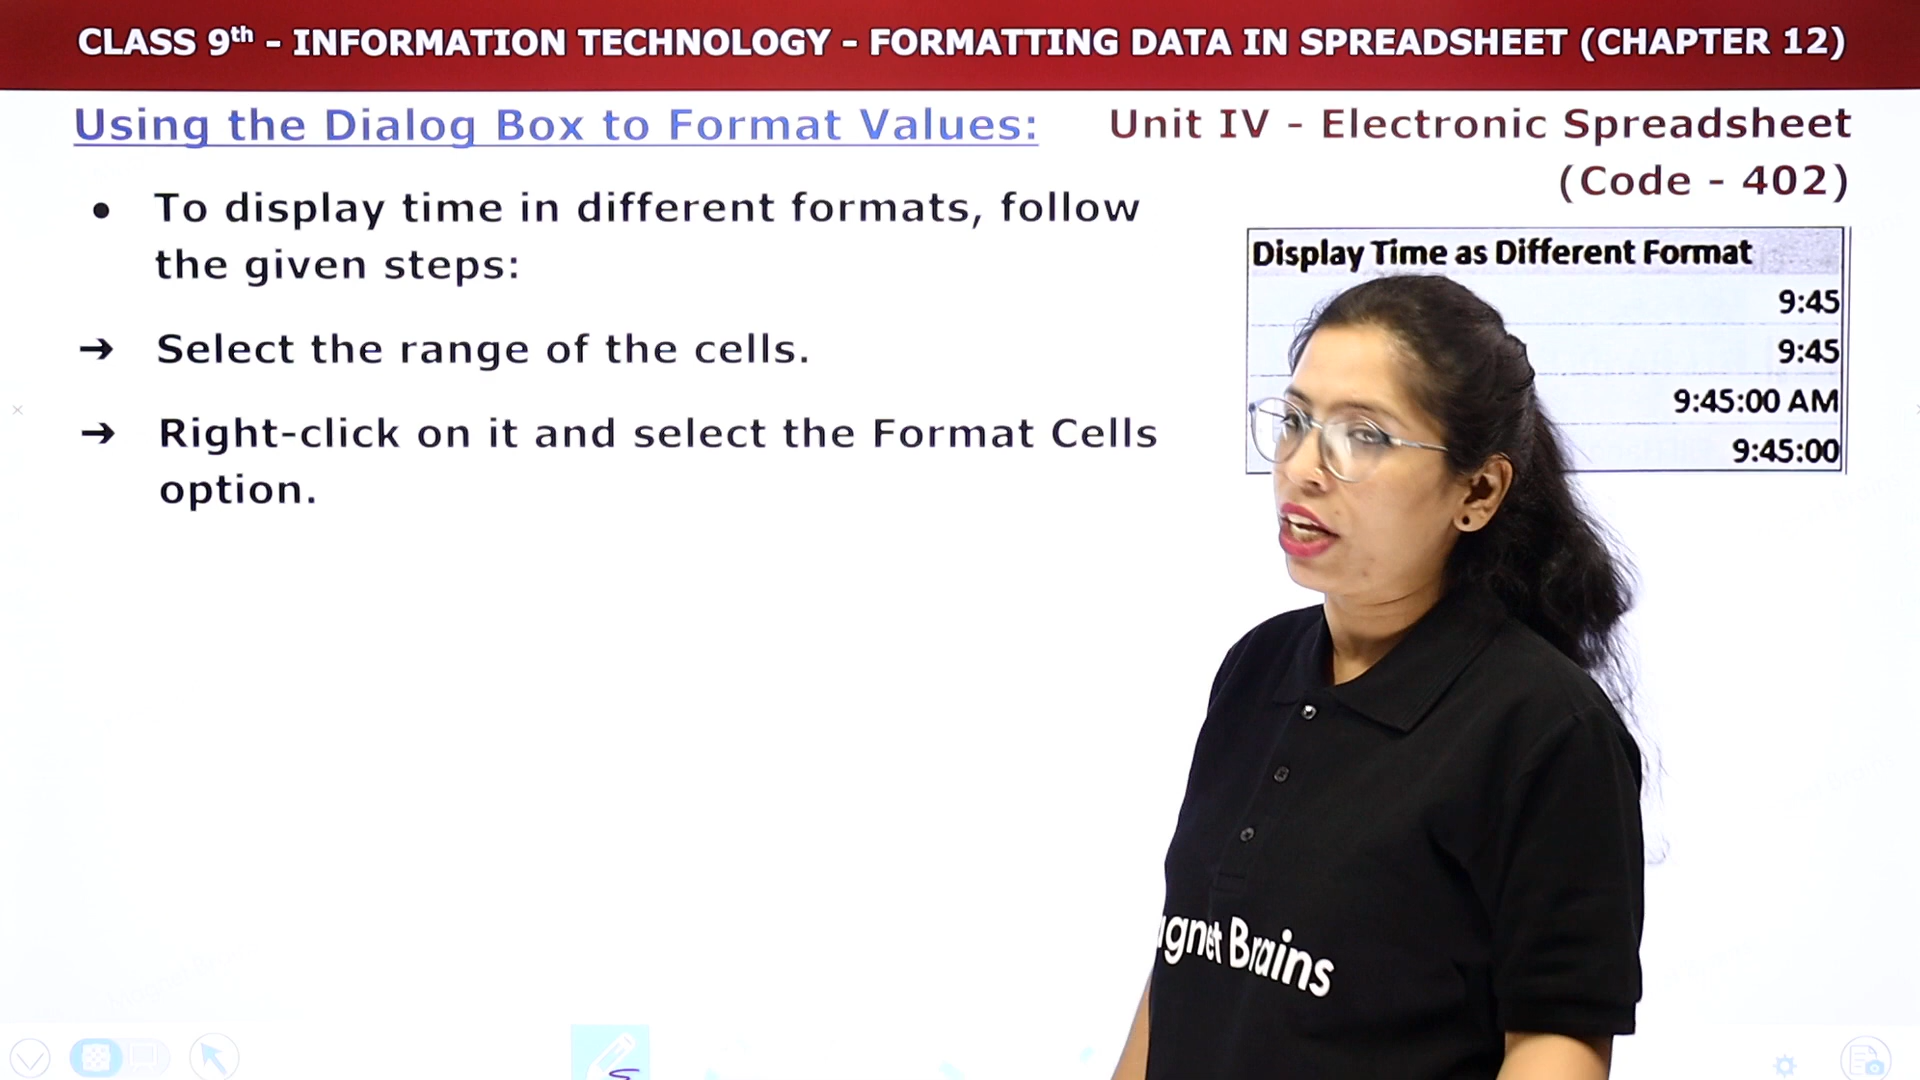 CLASS 9th - INFORMATION TECHNOLOGY - FORMATTING DATA IN SPREADSHEET (CHAPTER 12)
Using the Dialog Box to Format Values:
Unit IV - Electronic Spreadsheet
(Code - 402)
● To display time in different formats, follow
the given steps:
➔ Select the range of the cells.
➔ Right-click on it and select the Format Cells
option.
Display Time as Different Format
9:45
9:45
9:45:00 AM
9:45:00
agnet Brains